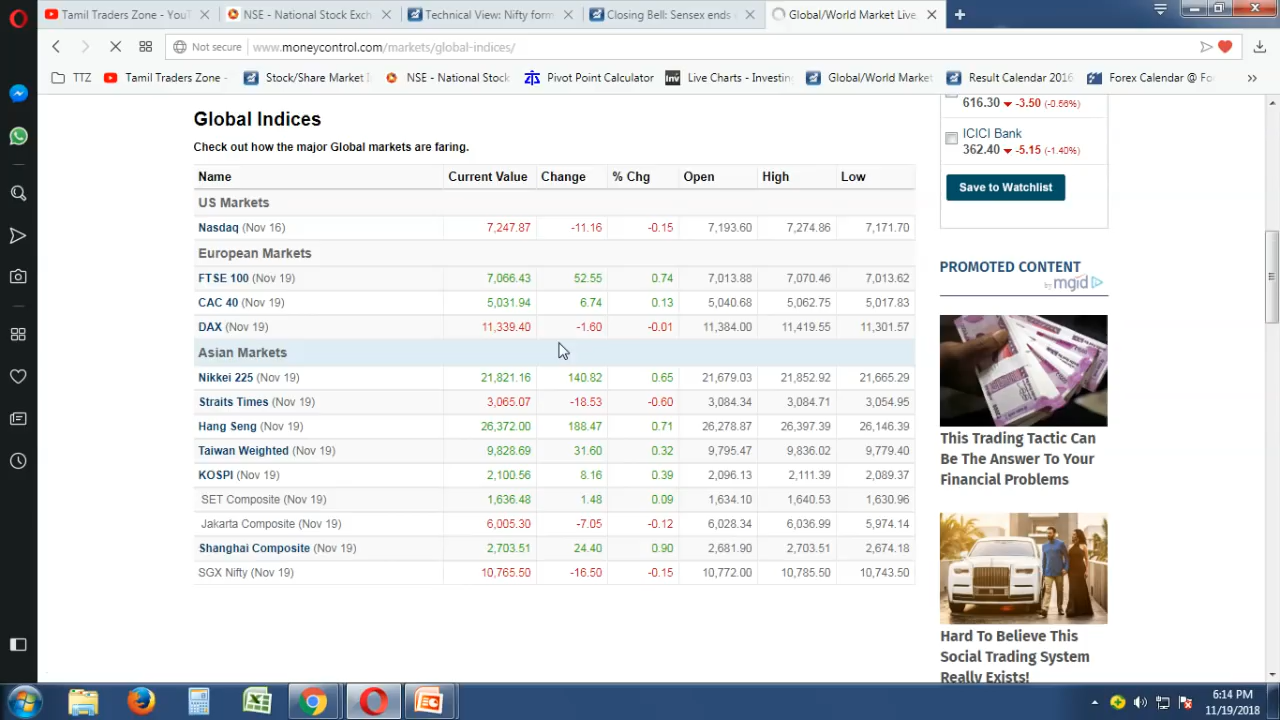 Tamil Traders Zone - YouT
NSE - National Stock Exch
Technical View: Nifty form
Closing Bell: Sensex ends
Global/World Market Live
Not secure
www.moneycontrol.com/markets/global-indices/
TTZ
Tamil Traders Zone -
Stock/Share Market I
NSE - National Stock
Pivot Point Calculator
Inv
Live Charts - Investin
Global/World Market
Result Calendar 2016
Forex Calendar @ Fo
Global Indices
Check out how the major Global markets are faring.
Name Current Value Change % Chg Open High Low
US Markets
Nasdaq (Nov 16) 7,247.87 -11.16 -0.15 7,193.60 7,274.86 7,171.70
European Markets
FTSE 100 (Nov 19) 7,066.43 52.55 0.74 7,013.88 7,070.46 7,013.62
CAC 40 (Nov 19) 5,031.94 6.74 0.13 5,040.68 5,062.75 5,017.83
DAX (Nov 19) 11,339.40 -1.60 -0.01 11,384.00 11,419.55 11,301.57
Asian Markets
Nikkei 225 (Nov 19) 21,821.16 140.82 0.65 21,679.03 21,852.92 21,665.29
Straits Times (Nov 19) 3,065.07 -18.53 -0.60 3,084.34 3,084.71 3,054.95
Hang Seng (Nov 19) 26,372.00 188.47 0.71 26,278.87 26,397.39 26,146.39
Taiwan Weighted (Nov 19) 9,828.69 31.60 0.32 9,795.47 9,836.02 9,779.40
KOSPI (Nov 19) 2,100.56 8.16 0.39 2,096.13 2,111.39 2,089.37
SET Composite (Nov 19) 1,636.48 1.48 0.09 1,634.10 1,640.53 1,630.96
Jakarta Composite (Nov 19) 6,005.30 -7.05 -0.12 6,028.34 6,036.99 5,974.14
Shanghai Composite (Nov 19) 2,703.51 24.40 0.90 2,681.90 2,703.51 2,674.18
SGX Nifty (Nov 19) 10,765.50 -16.50 -0.15 10,772.00 10,785.50 10,743.50
616.30 -3.50 (-0.56%)
ICICI Bank
362.40 -5.15 (-1.40%)
Save to Watchlist
PROMOTED CONTENT
by mgid
This Trading Tactic Can
Be The Answer To Your
Financial Problems
Hard To Believe This
Social Trading System
Really Exists!
6:14 PM
11/19/2018